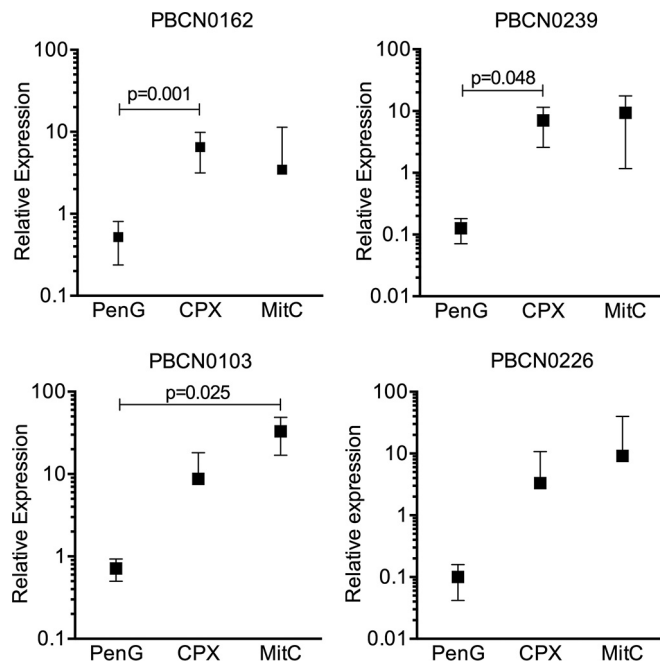 PBCN0162
100
10
1
0.1
Relative Expression
p=0.001
PenG CPX MitC
PBCN0239
100
10
1
0.1
0.01
Relative Expression
p=0.048
PenG CPX MitC
PBCN0103
100
10
1
0.1
Relative Expression
p=0.025
PenG CPX MitC
PBCN0226
100
10
1
0.1
0.01
Relative expression
PenG CPX MitC